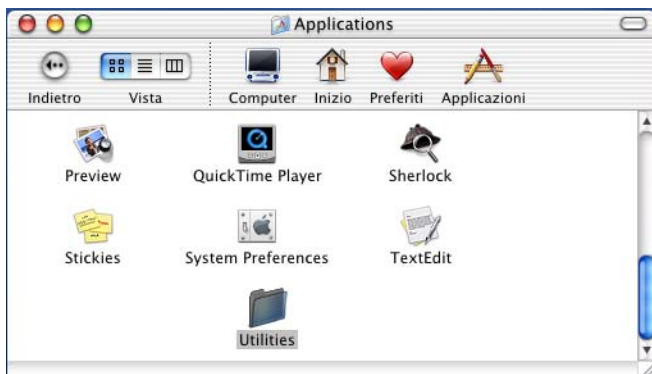 Applications
Indietro Vista Computer Inizio Preferiti Applicazioni
Preview QuickTime Player Sherlock
Stickies System Preferences TextEdit
Utilities